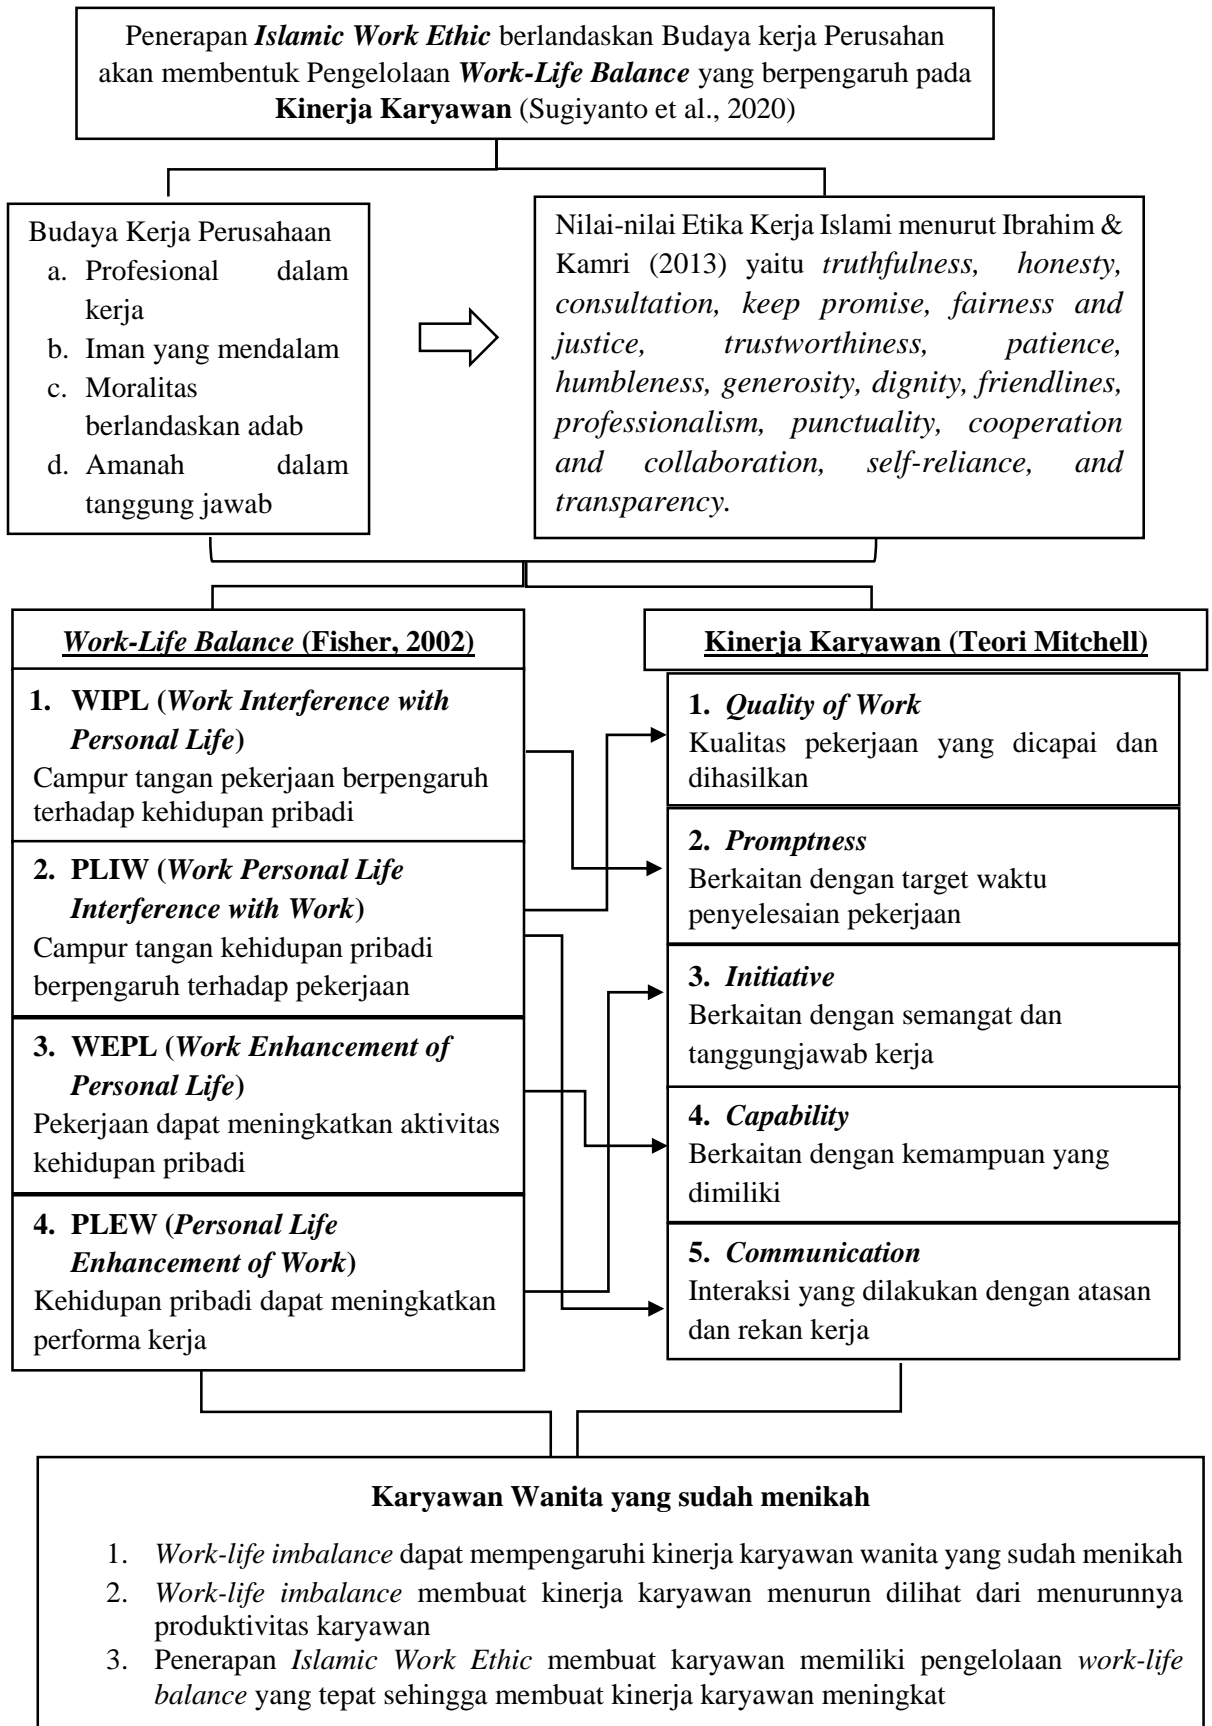 Penerapan Islamic Work Ethic berlandaskan Budaya kerja Perusahan
akan membentuk Pengelolaan Work-Life Balance yang berpengaruh pada
Kinerja Karyawan (Sugiyanto et al., 2020)
Budaya Kerja Perusahaan
a. Profesional dalam
kerja
b. Iman yang mendalam
c. Moralitas
berlandaskan adab
d. Amanah dalam
tanggung jawab
Nilai-nilai Etika Kerja Islami menurut Ibrahim &
Kamri (2013) yaitu truthfulness, honesty,
consultation, keep promise, fairness and
justice, trustworthiness, patience,
humbleness, generosity, dignity, friendlines,
professionalism, punctuality, cooperation
and collaboration, self-reliance, and
transparency.
Work-Life Balance (Fisher, 2002)
1. WIPL (Work Interference with
Personal Life)
Campur tangan pekerjaan berpengaruh
terhadap kehidupan pribadi
2. PLIW (Work Personal Life
Interference with Work)
Campur tangan kehidupan pribadi
berpengaruh terhadap pekerjaan
3. WEPL (Work Enhancement of
Personal Life)
Pekerjaan dapat meningkatkan aktivitas
kehidupan pribadi
4. PLEW (Personal Life
Enhancement of Work)
Kehidupan pribadi dapat meningkatkan
performa kerja
Kinerja Karyawan (Teori Mitchell)
1. Quality of Work
Kualitas pekerjaan yang dicapai dan
dihasilkan
2. Promptness
Berkaitan dengan target waktu
penyelesaian pekerjaan
3. Initiative
Berkaitan dengan semangat dan
tanggungjawab kerja
4. Capability
Berkaitan dengan kemampuan yang
dimiliki
5. Communication
Interaksi yang dilakukan dengan atasan
dan rekan kerja
Karyawan Wanita yang sudah menikah
1. Work-life imbalance dapat mempengaruhi kinerja karyawan wanita yang sudah menikah
2. Work-life imbalance membuat kinerja karyawan menurun dilihat dari menurunnya
produktivitas karyawan
3. Penerapan Islamic Work Ethic membuat karyawan memiliki pengelolaan work-life
balance yang tepat sehingga membuat kinerja karyawan meningkat